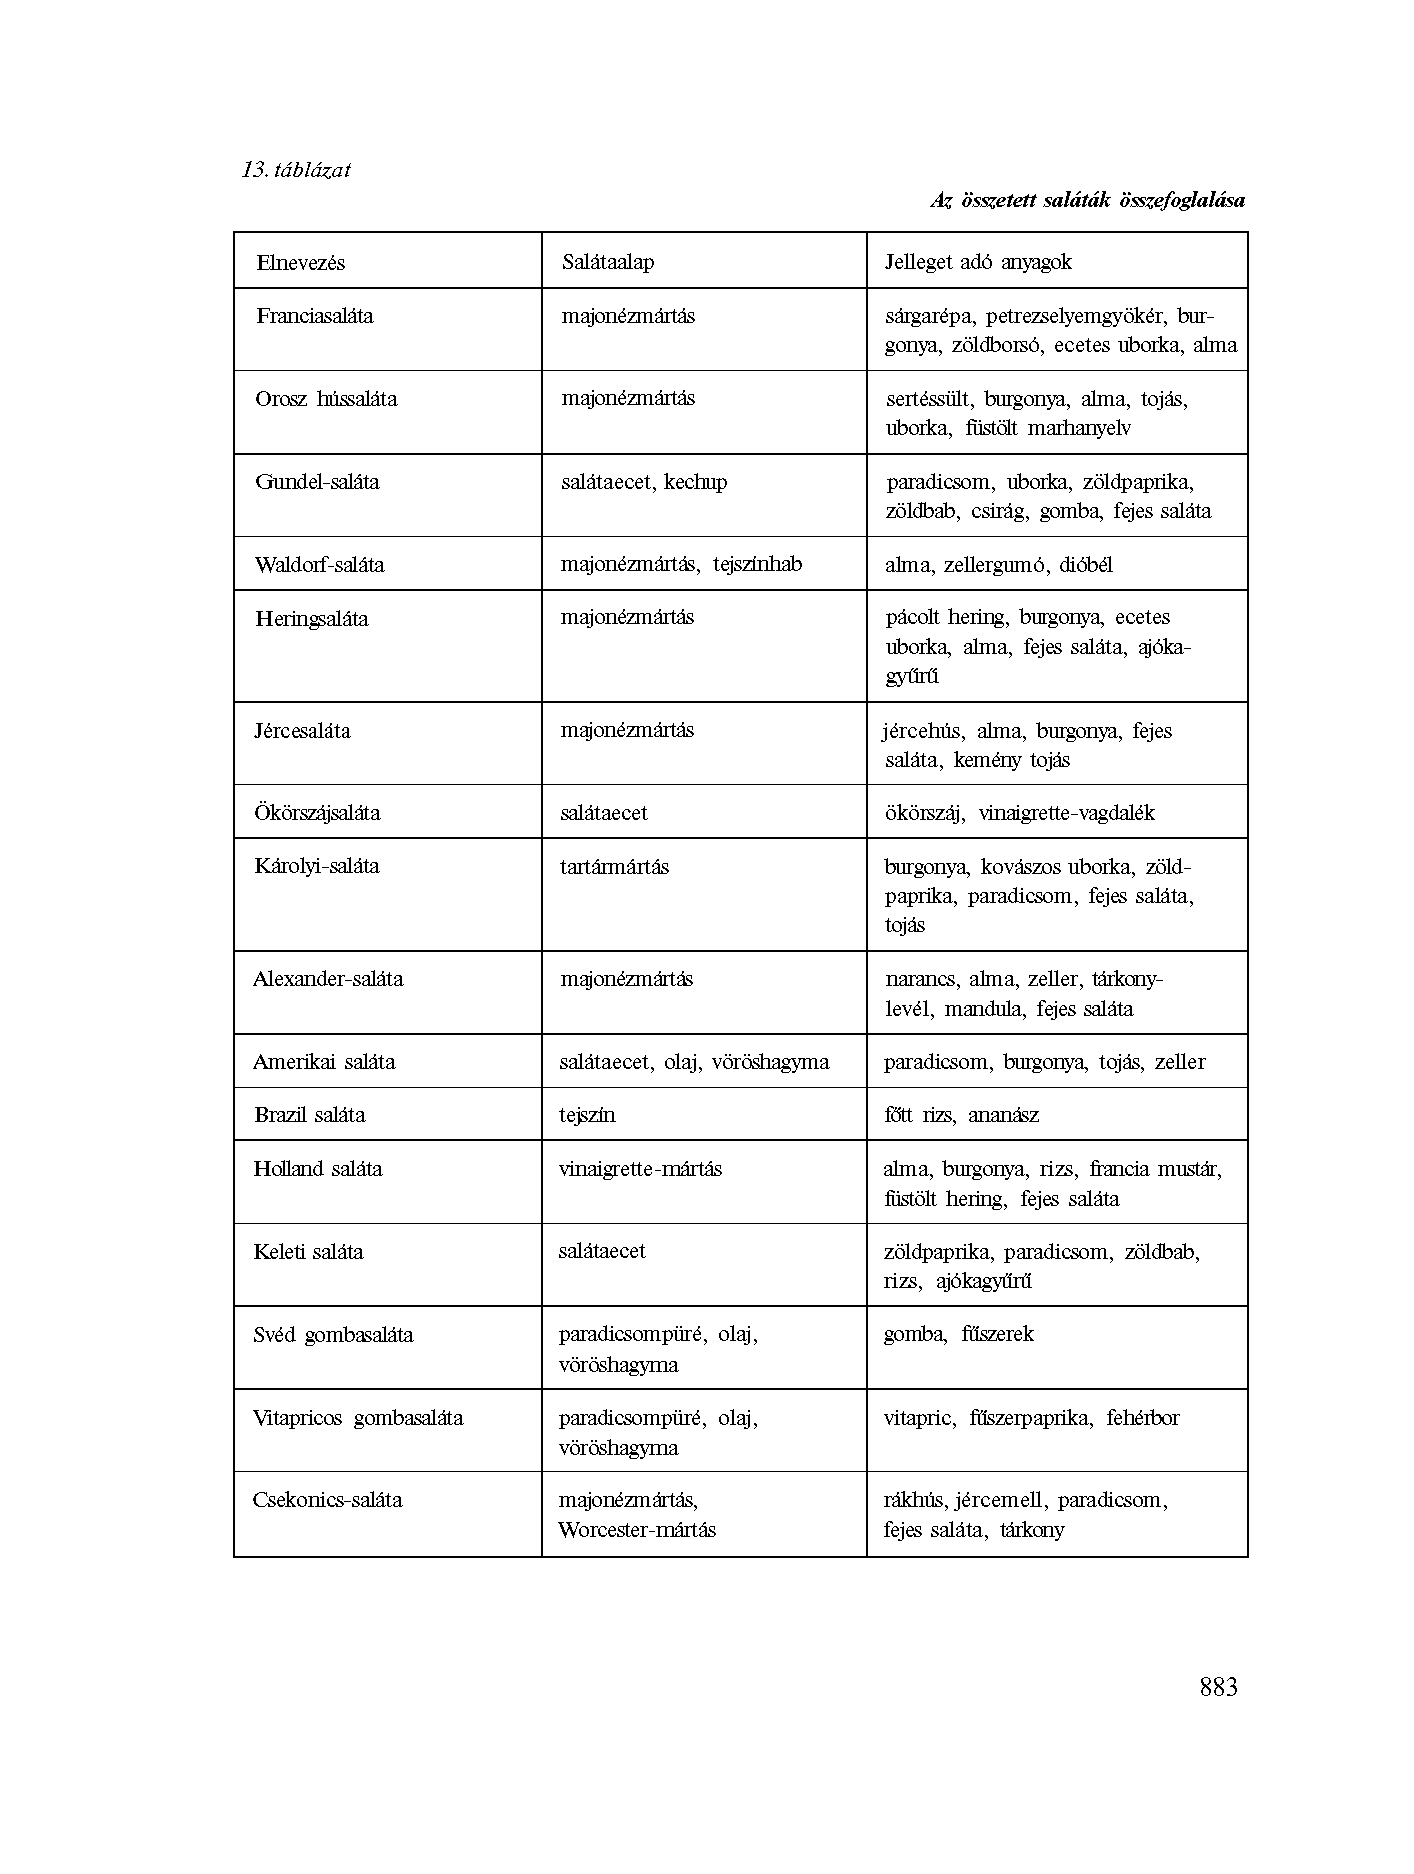 13. táblázat
Az összetett saláták összefoglalása
Elnevezés Salátaalap Jelleget adó anyagok
Franciasaláta majonézmártás sárgarépa, petrezselyemgyökér, bur-
gonya, zöldborsó, ecetes uborka, alma
Orosz hússaláta majonézmártás sertéssült, burgonya, alma, tojás,
uborka, füstölt marhanyelv
Gundel-saláta salátaecet, kechup paradicsom, uborka, zöldpaprika,
zöldbab, csirág, gomba, fejes saláta
Waldorf-saláta majonézmártás, tejszínhab alma, zellergumó, dióbél
Heringsaláta majonézmártás pácolt hering, burgonya, ecetes
uborka, alma, fejes saláta, ajóka-
gyűrű
Jércesaláta majonézmártás jércehús, alma, burgonya, fejes
saláta, kemény tojás
Ökörszájsaláta salátaecet ökörszáj, vinaigrette-vagdalék
Károlyi-saláta tartármártás burgonya, kovászos uborka, zöld-
paprika, paradicsom, fejes saláta,
tojás
Alexander-saláta majonézmártás narancs, alma, zeller, tárkony-
levél, mandula, fejes saláta
Amerikai saláta salátaecet, olaj, vöröshagyma paradicsom, burgonya, tojás, zeller
Brazil saláta tejszín főtt rizs, ananász
Holland saláta vinaigrette-mártás alma, burgonya, rizs, francia mustár,
füstölt hering, fejes saláta
Keleti saláta salátaecet zöldpaprika, paradicsom, zöldbab,
rizs, ajókagyűrű
Svéd gombasaláta paradicsompüré, olaj, gomba, fűszerek
vöröshagyma
Vitapricos gombasaláta paradicsompüré, olaj, vitapric, fűszerpaprika, fehérbor
vöröshagyma
Csekonics-saláta majonézmártás, rákhús, jércemell, paradicsom,
Worcester-mártás fejes saláta, tárkony
883